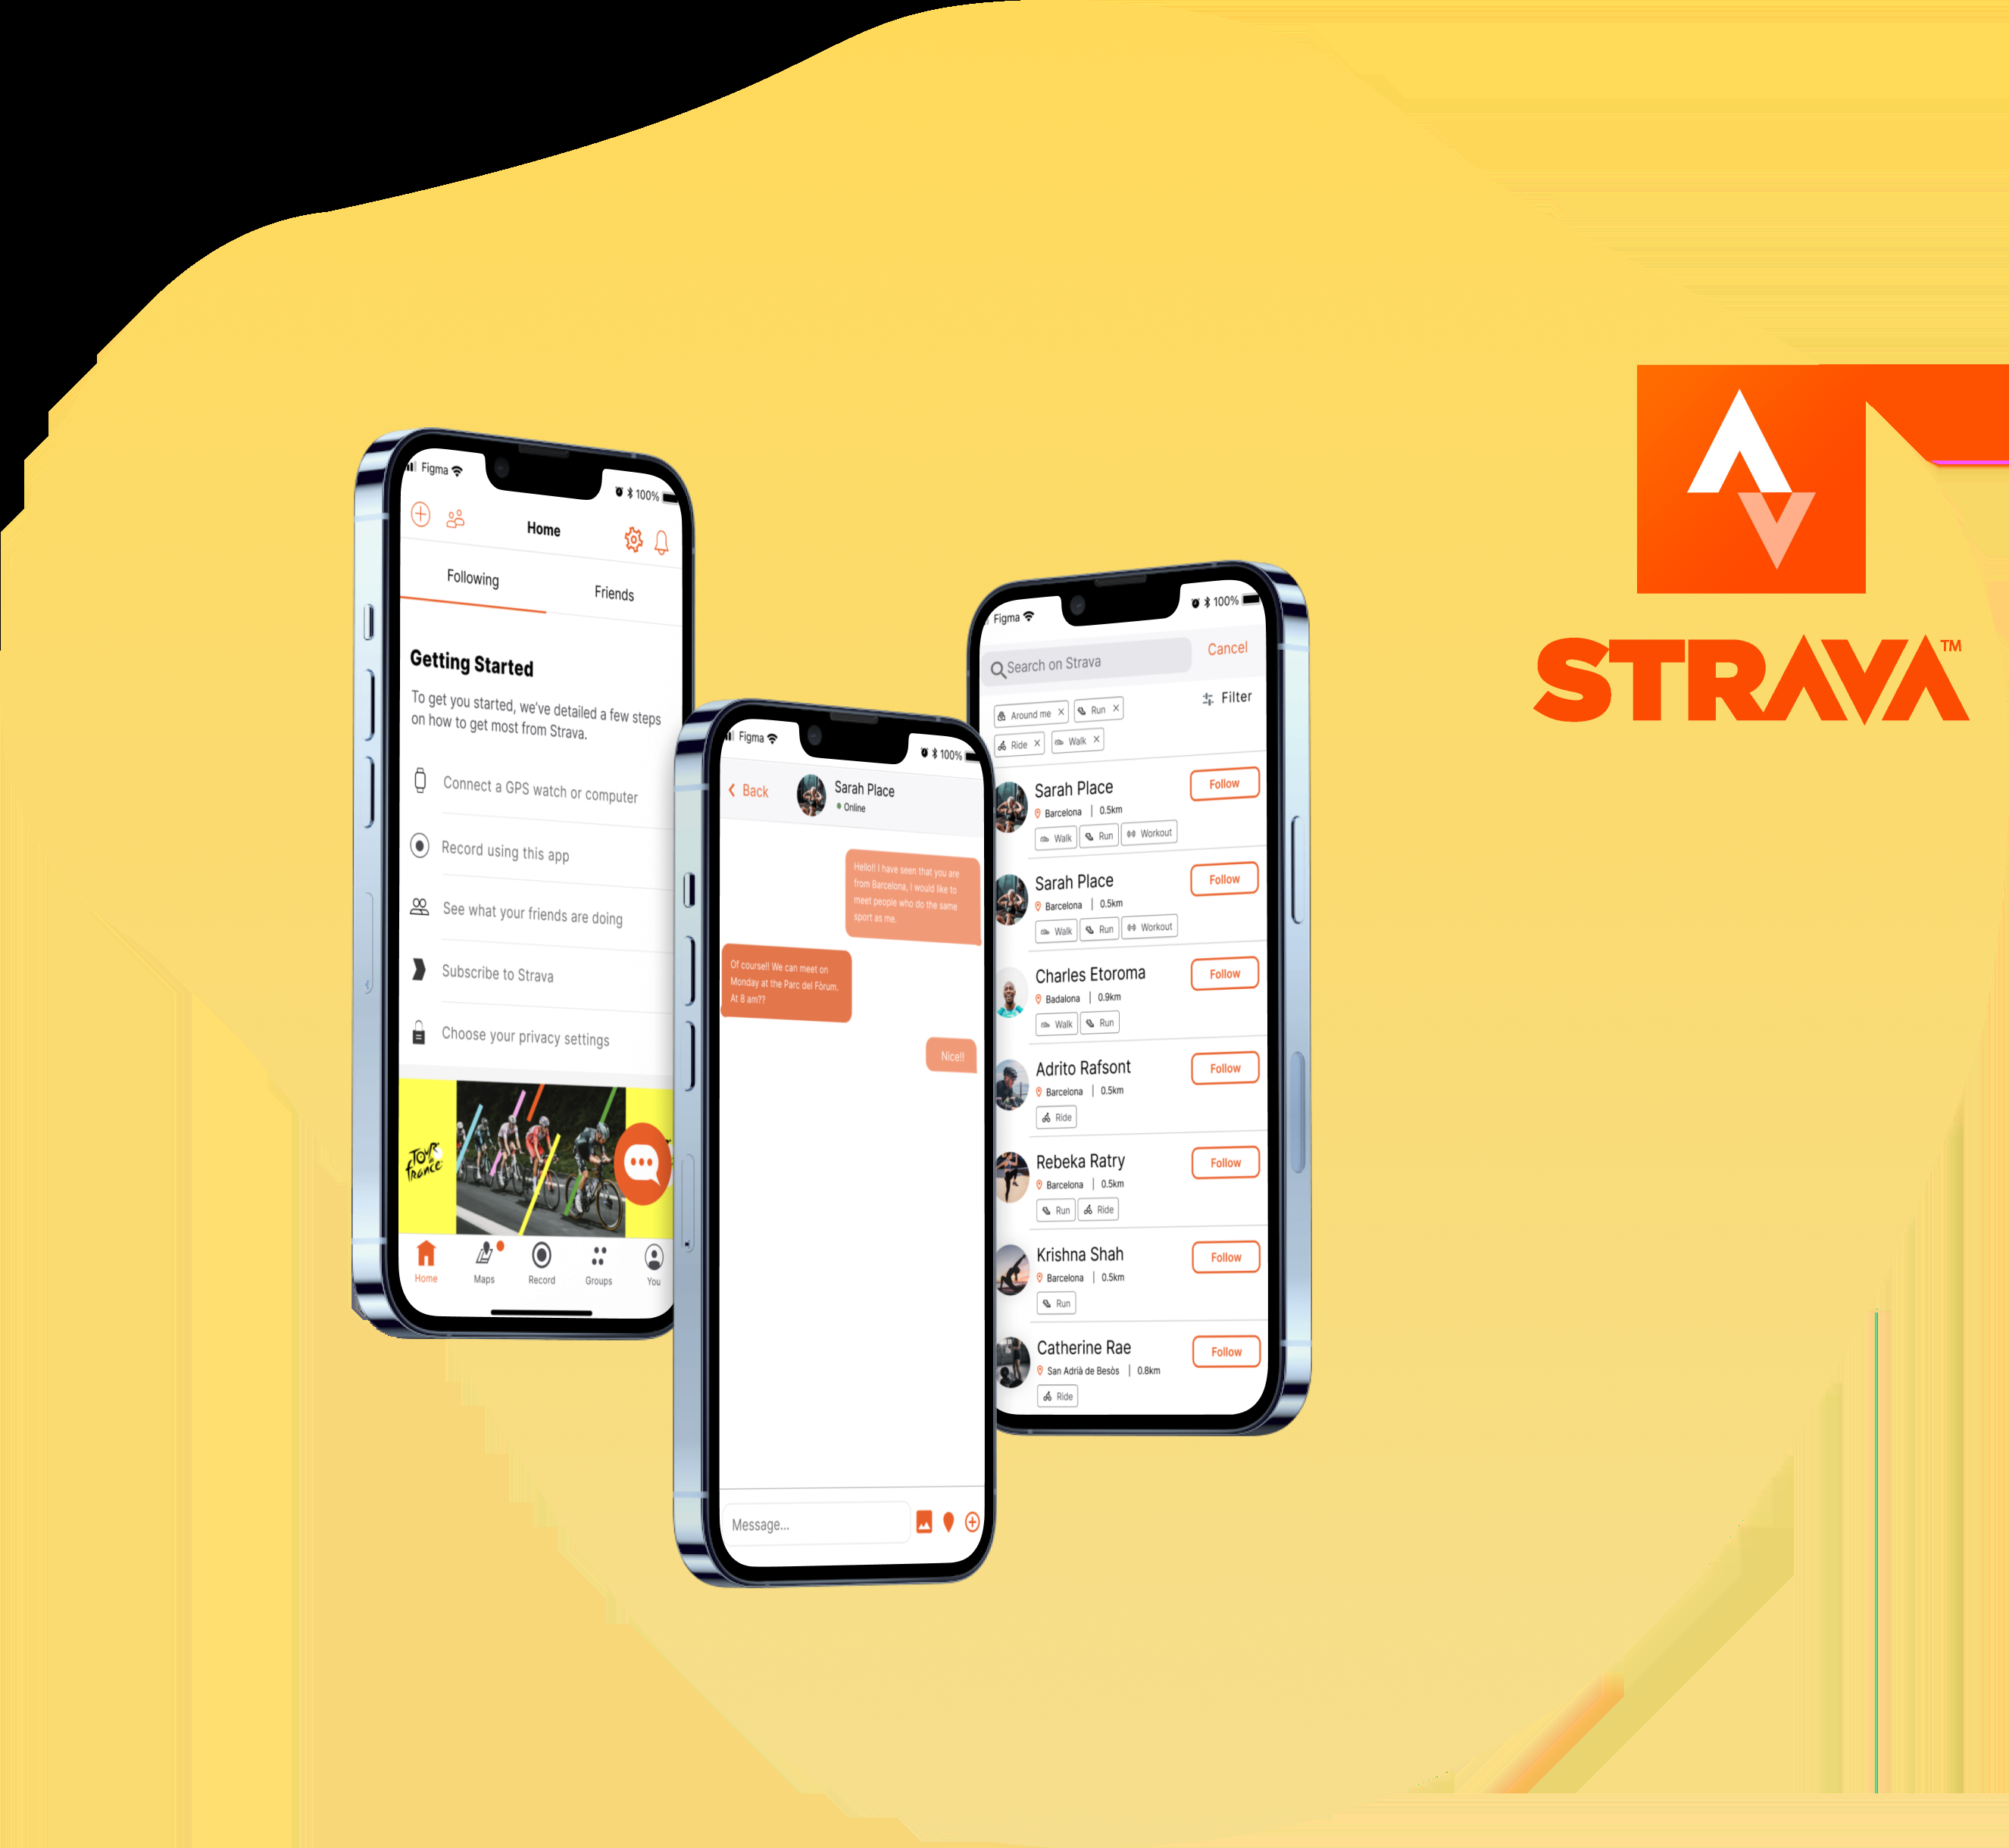 Figma
100%
Home
Following
Friends
Getting Started
To get you started, we've detailed a few steps
on how to get most from Strava.
Connect a GPS watch or computer
Record using this app
See what your friends are doing
Subscribe to Strava
Choose your privacy settings
Tour de
france
Home
Maps
Record
Groups
You
Figma
100%
Back
Sarah Place
Online
Hello!! I have seen that you are
from Barcelona, I would like to
meet people who do the same
sport as me.
Of course!! We can meet on
Monday at the Parc del Fòrum.
At 8 am??
Nice!!
Message...
Figma
100%
Search on Strava
Cancel
Around me
Run
Filter
Ride
Walk
Sarah Place
Follow
Barcelona | 0.5km
Walk
Run
Workout
Sarah Place
Follow
Barcelona | 0.5km
Walk
Run
Workout
Charles Etoroma
Follow
Badalona | 0.9km
Walk
Run
Adrito Rafsont
Follow
Barcelona | 0.5km
Ride
Rebeka Ratry
Follow
Barcelona | 0.5km
Run
Ride
Krishna Shah
Follow
Barcelona | 0.5km
Run
Catherine Rae
Follow
San Adrià de Besòs | 0.8km
Ride
STRAVA™